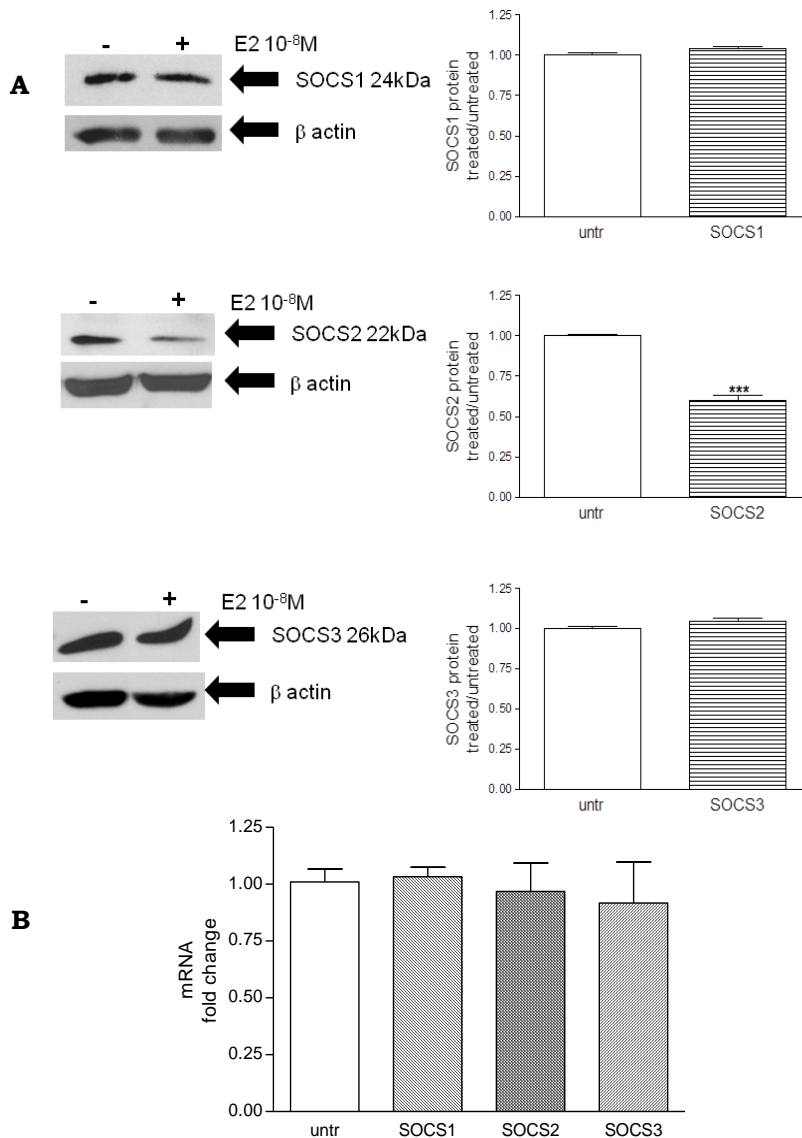 A
- + E2 10⁻⁸M
SOCS1 24kDa
β actin
SOCS1 protein
treated/untreated
1.25
1.00
0.75
0.50
0.25
0.00
untr SOCS1
- + E2 10⁻⁸M
SOCS2 22kDa
β actin
SOCS2 protein
treated/untreated
1.25
1.00
0.75
0.50
0.25
0.00
***
untr SOCS2
- + E2 10⁻⁸M
SOCS3 26kDa
β actin
SOCS3 protein
treated/untreated
1.25
1.00
0.75
0.50
0.25
0.00
untr SOCS3
B
mRNA
fold change
1.25
1.00
0.75
0.50
0.25
0.00
untr SOCS1 SOCS2 SOCS3